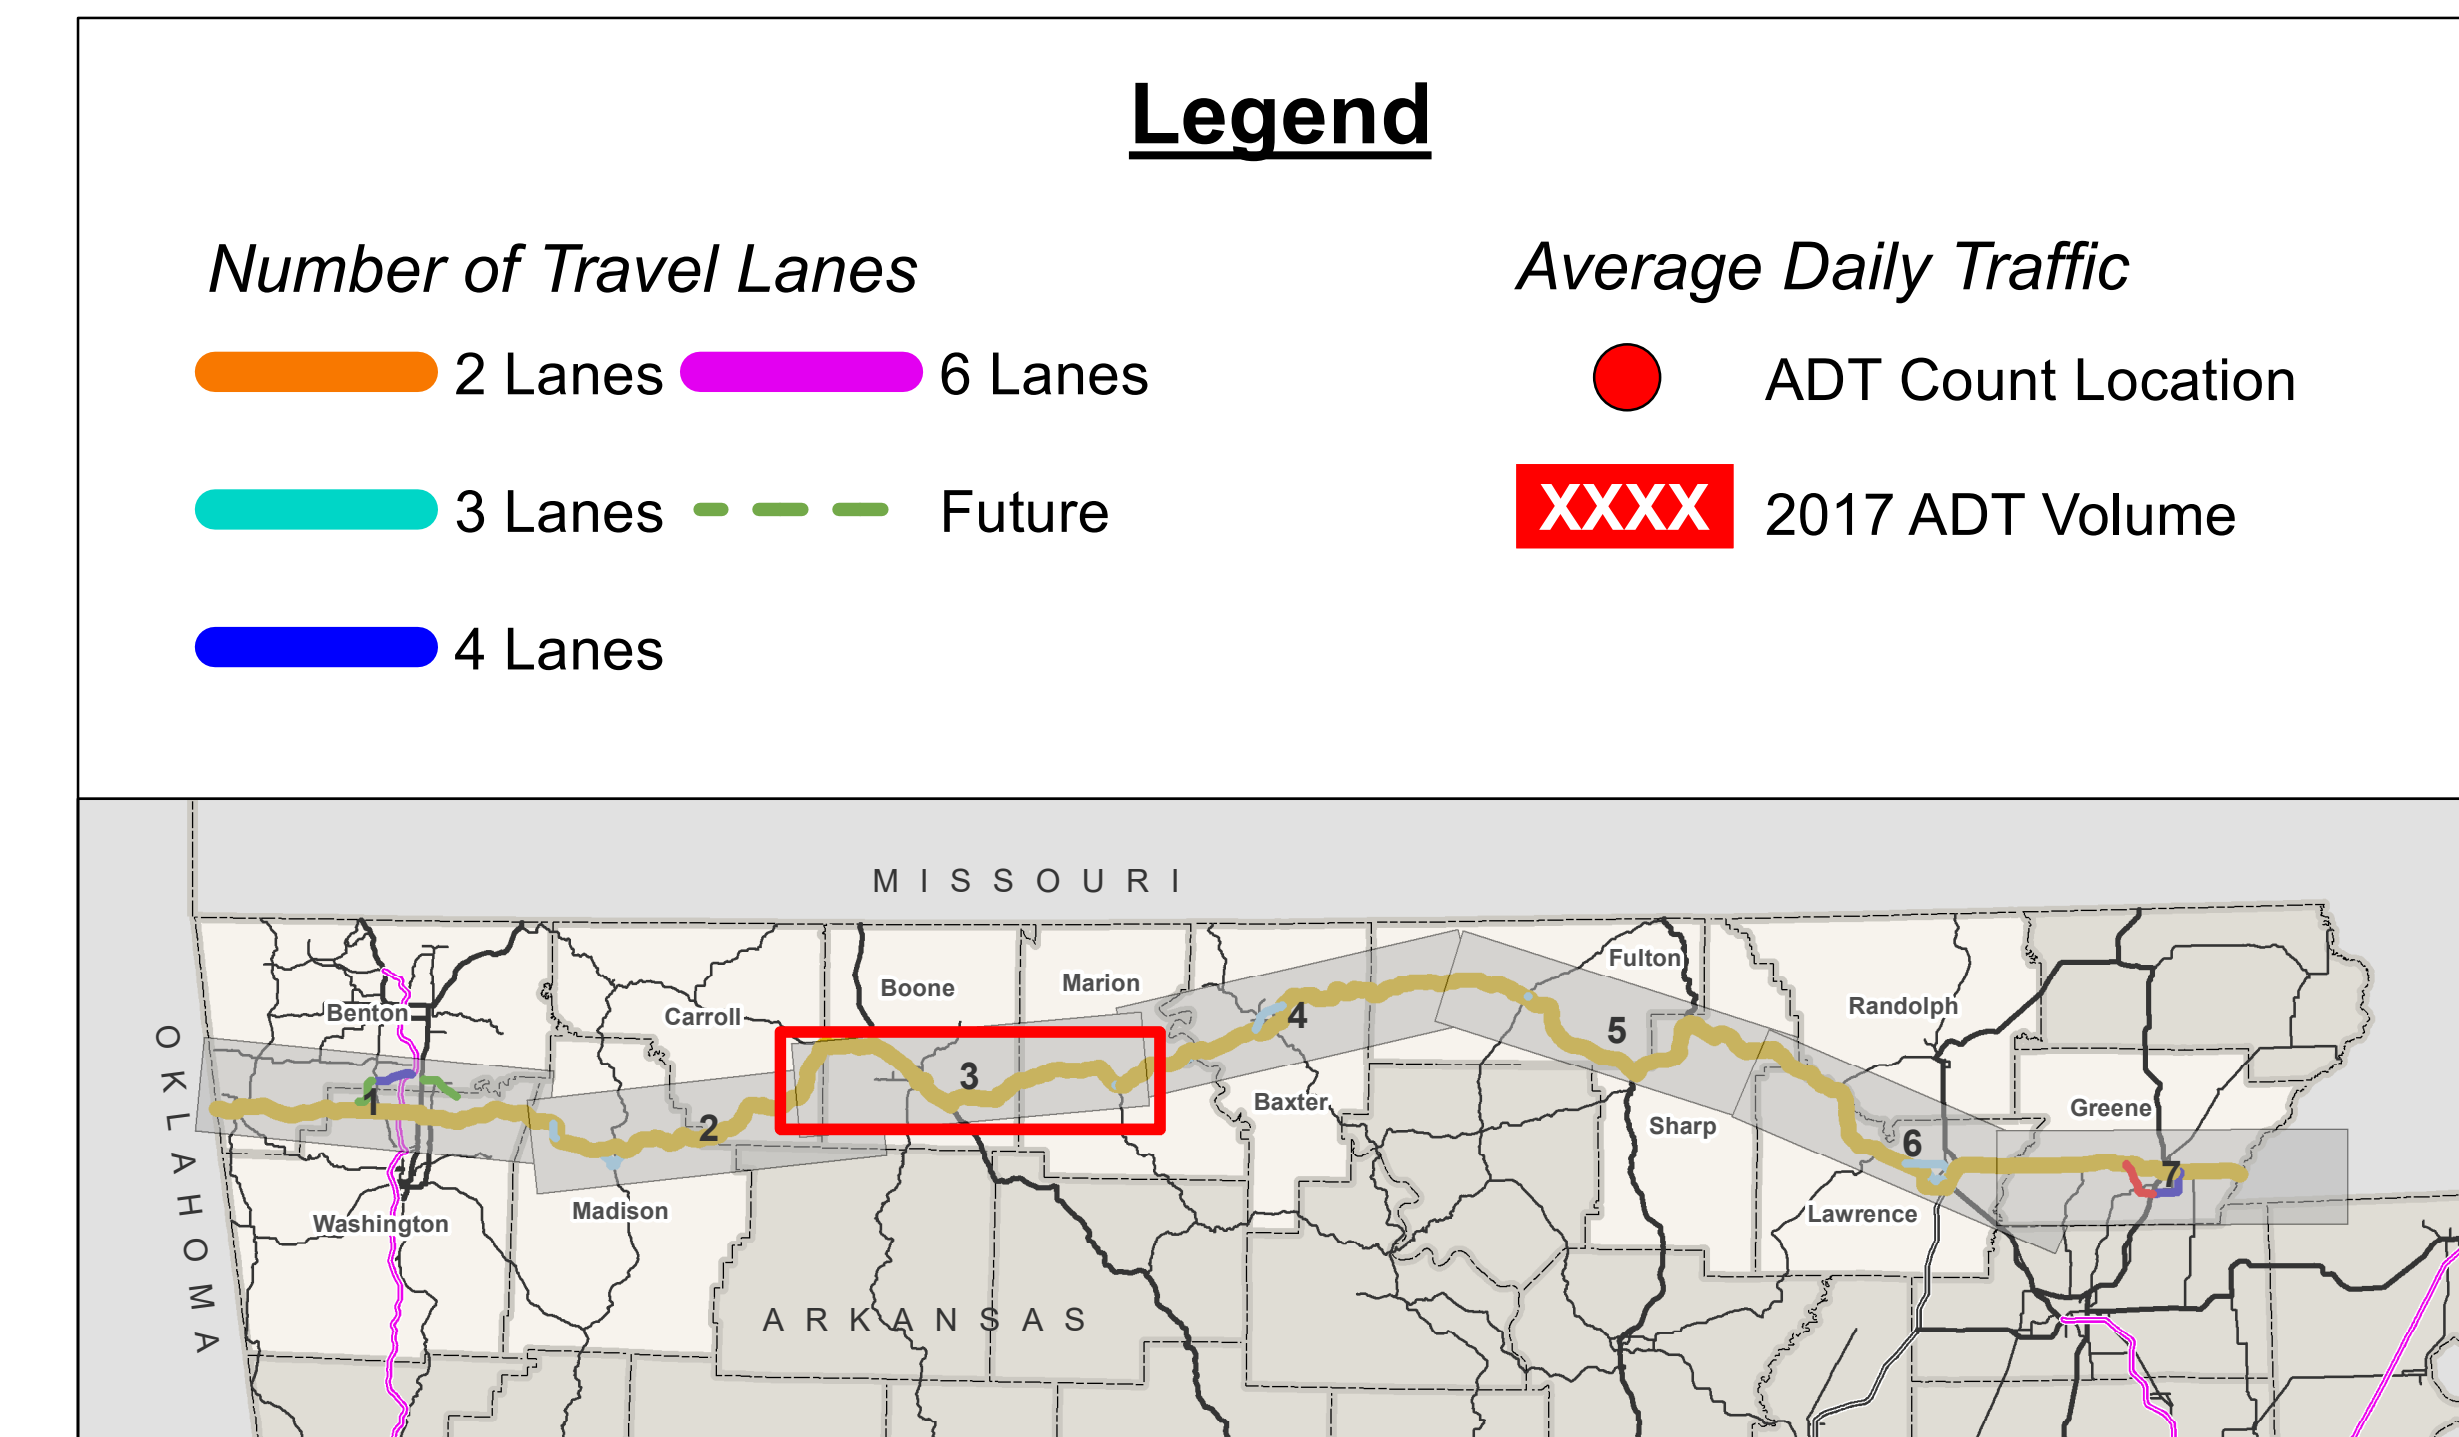 Legend
Number of Travel Lanes
2 Lanes
6 Lanes
3 Lanes
Future
4 Lanes
Average Daily Traffic
ADT Count Location
XXXX
2017 ADT Volume
MISSOURI
OKLAHOMA
ARKANSAS
Benton
Carroll
Boone
Marion
Fulton
Randolph
Greene
Baxter
Sharp
Lawrence
Washington
Madison
1
2
3
4
5
6
7